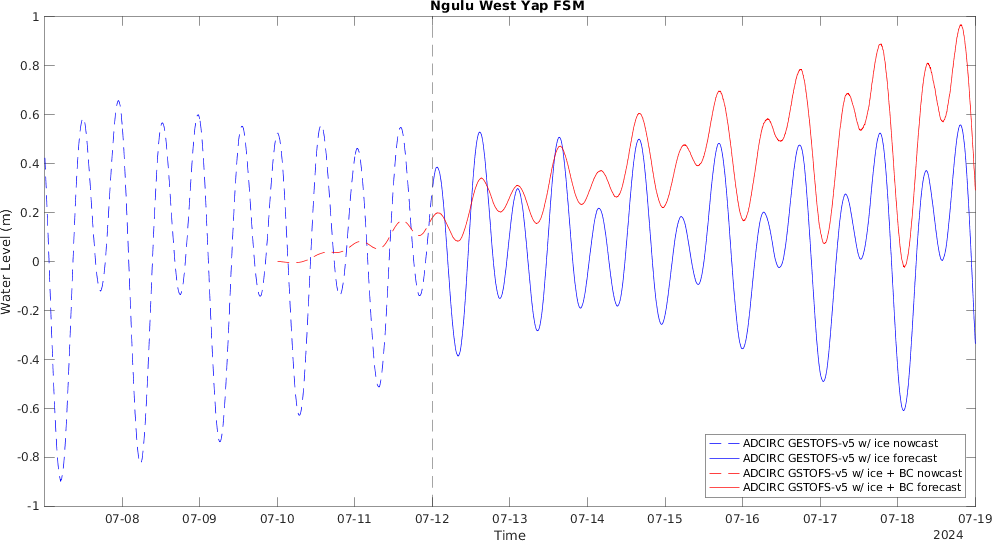 Ngulu West Yap FSM
1
0.8
0.6
0.4
0.2
0
-0.2
-0.4
-0.6
-0.8
-1
Water Level (m)
ADCIRC GESTOFS-v5 w/ ice nowcast
ADCIRC GESTOFS-v5 w/ ice forecast
ADCIRC GSTOFS-v5 w/ ice + BC nowcast
ADCIRC GSTOFS-v5 w/ ice + BC forecast
07-08 07-09 07-10 07-11 07-12 07-13 07-14 07-15 07-16 07-17 07-18 07-19
Time
2024